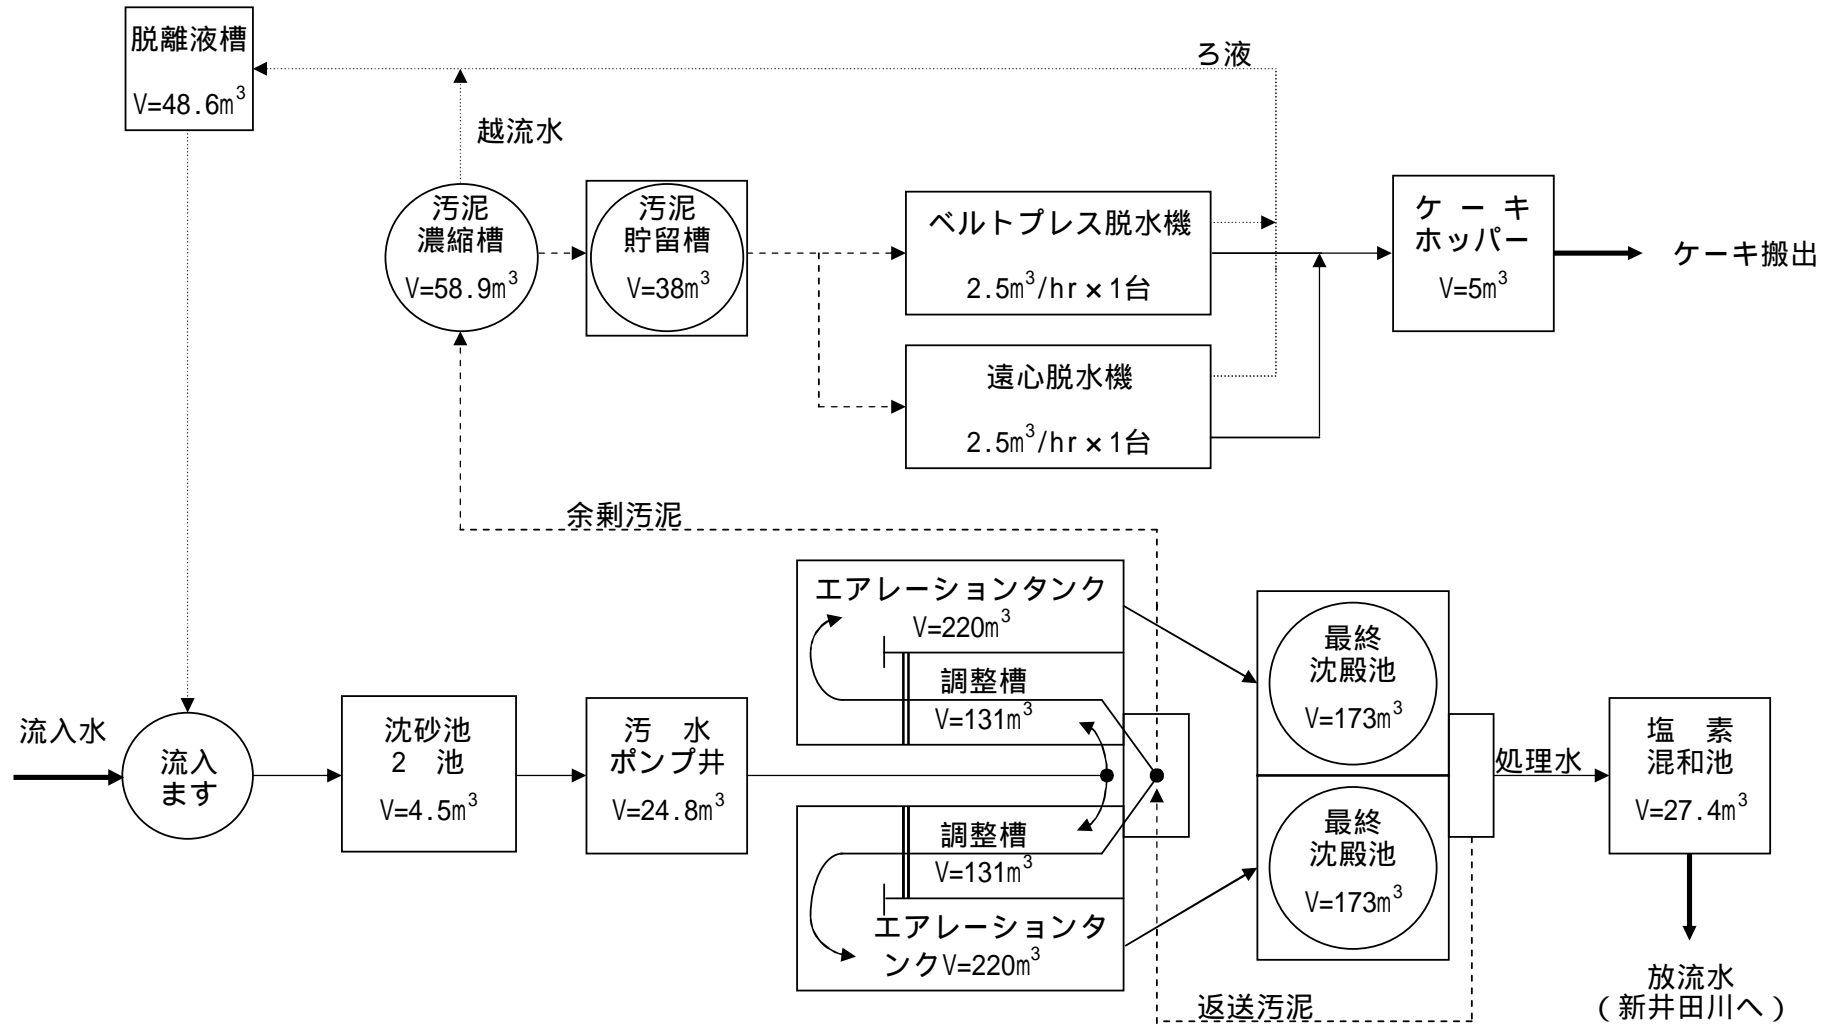 脱離液槽
V=48.6m³
ろ液
越流水
汚泥
濃縮槽
V=58.9m³
汚泥
貯留槽
V=38m³
ベルトプレス脱水機
2.5m³/hr×1台
遠心脱水機
2.5m³/hr×1台
ケーキ
ホッパー
V=5m³
ケーキ搬出
余剰汚泥
エアレーションタンク
V=220m³
調整槽
V=131m³
流入水
流入
ます
沈砂池
2 池
V=4.5m³
汚 水
ポンプ井
V=24.8m³
調整槽
V=131m³
エアレーションタ
ンクV=220m³
最終
沈殿池
V=173m³
最終
沈殿池
V=173m³
処理水
塩 素
混和池
V=27.4m³
返送汚泥
放流水
(新井田川へ)